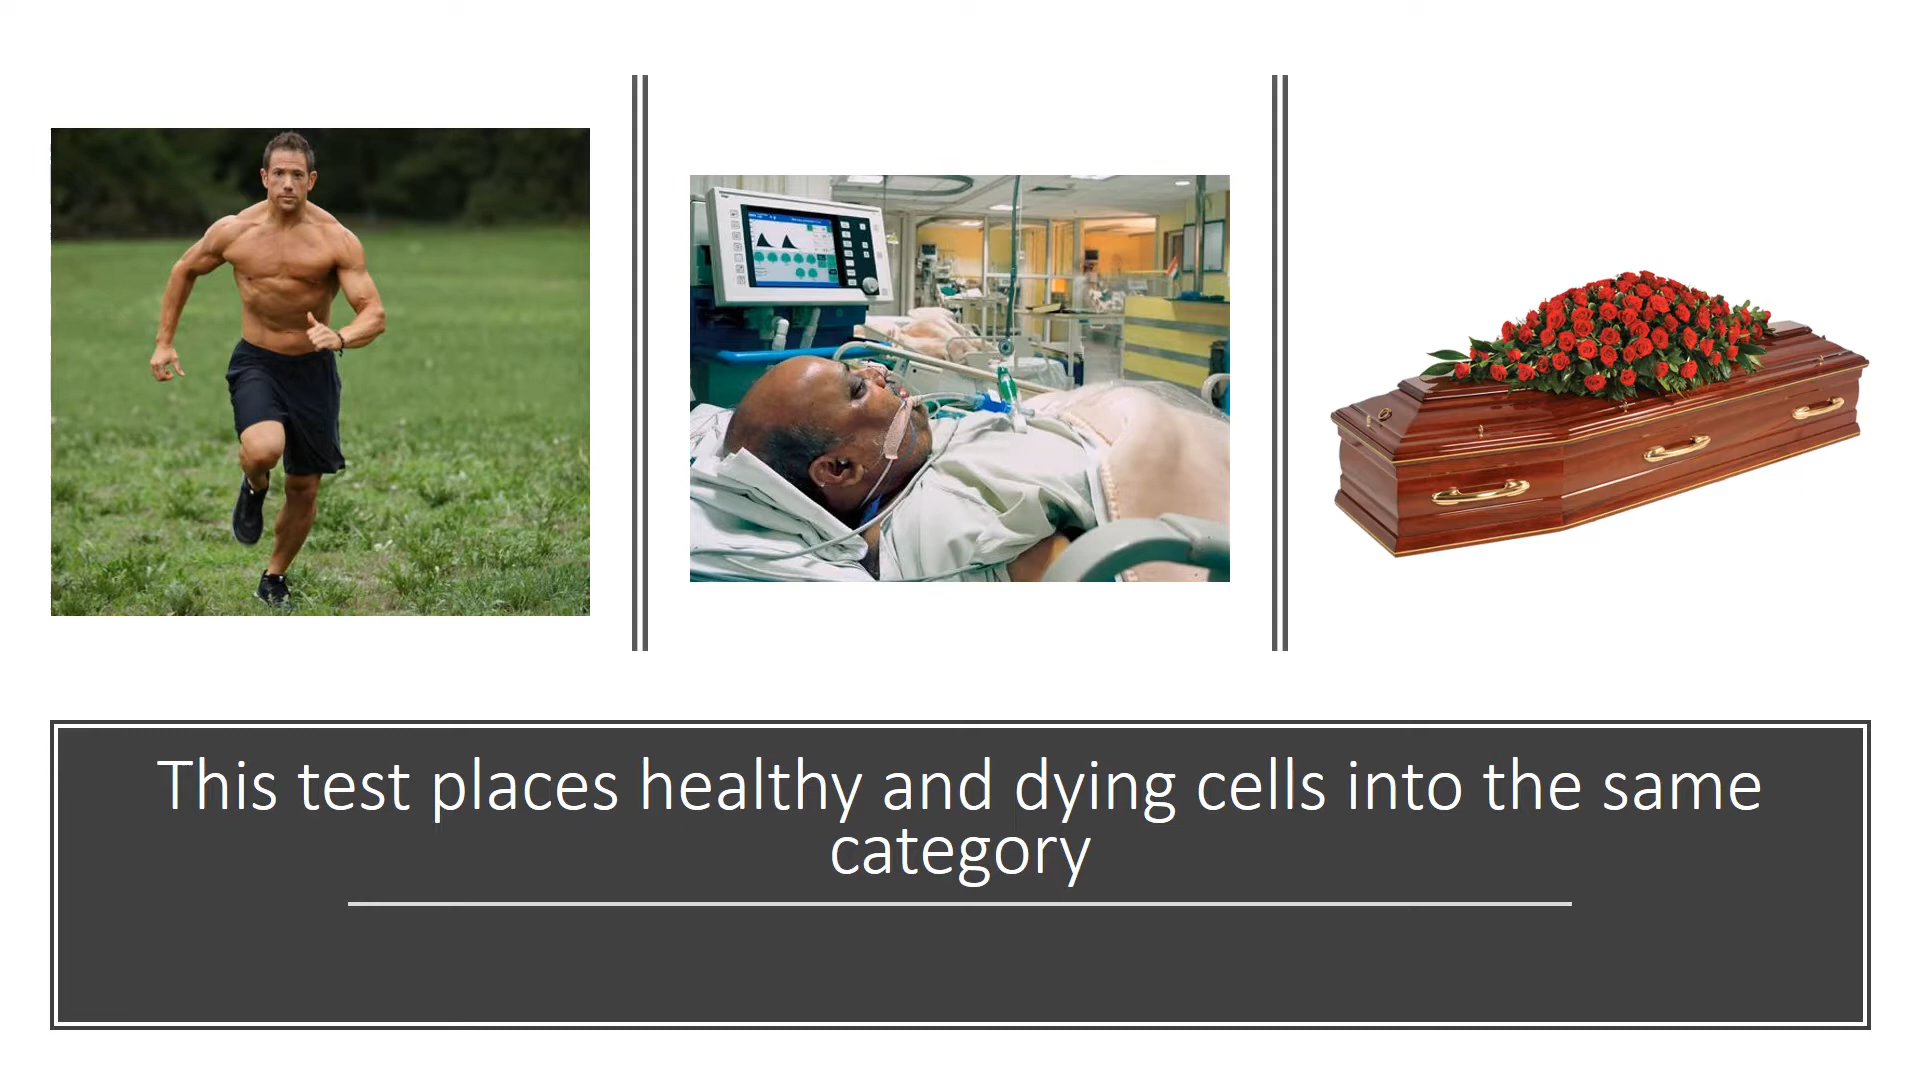 This test places healthy and dying cells into the same
category